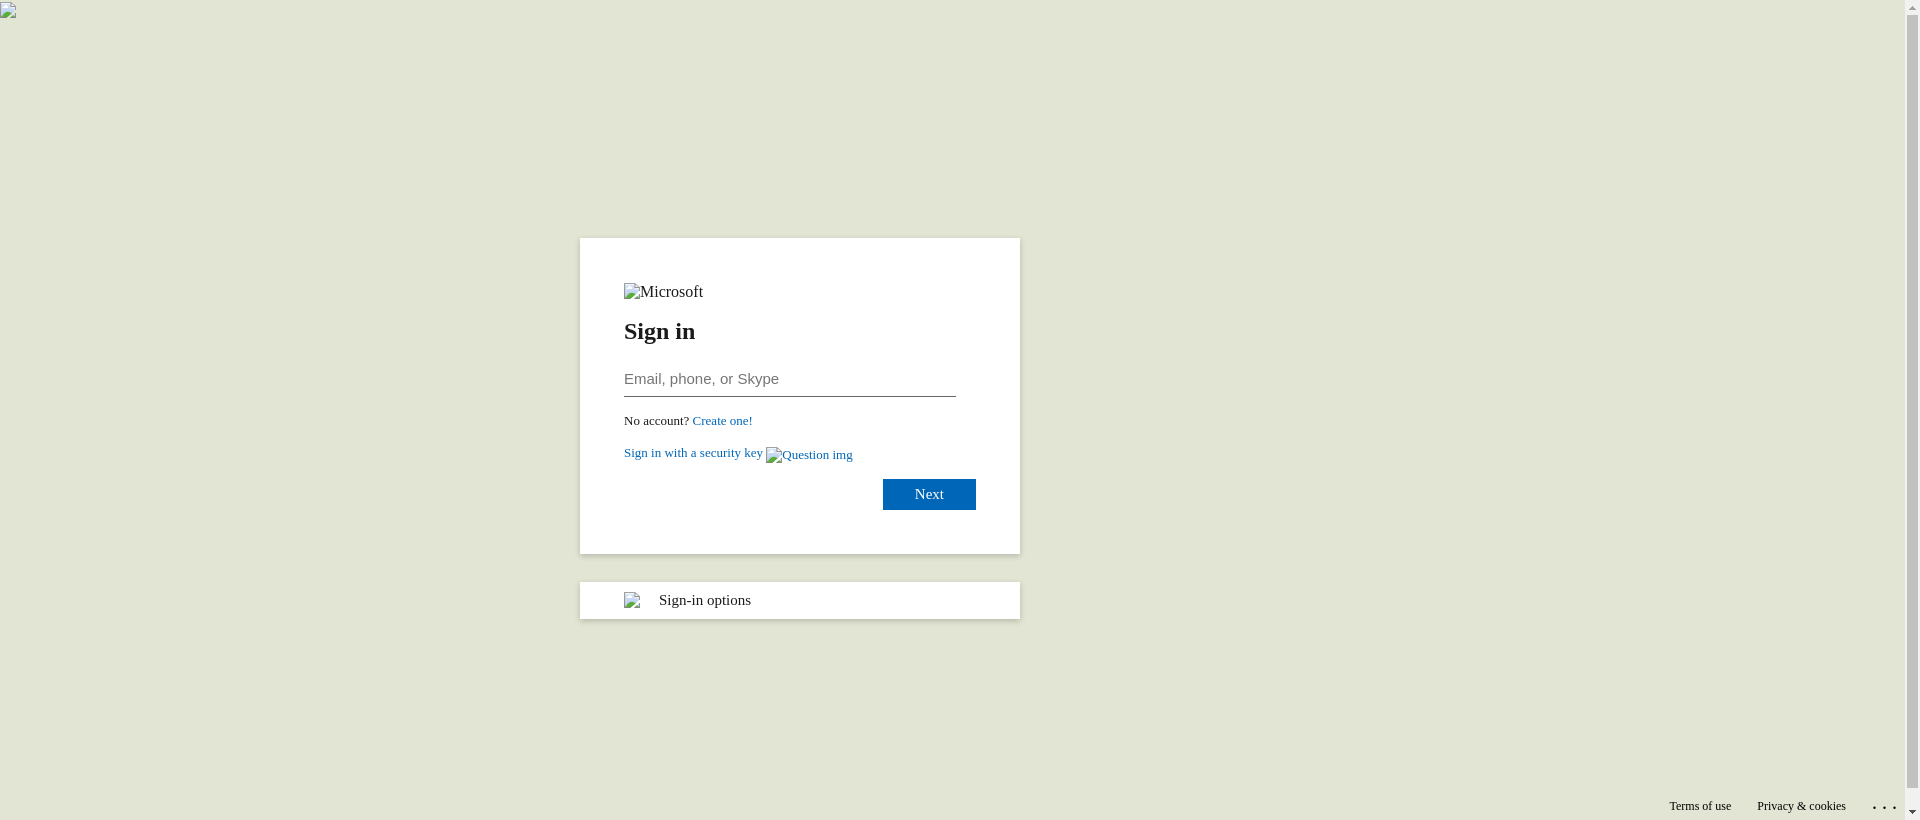 Microsoft
Sign in
Email, phone, or Skype
No account? Create one!
Sign in with a security key Question img
Next
Sign-in options
Terms of use Privacy & cookies . . .